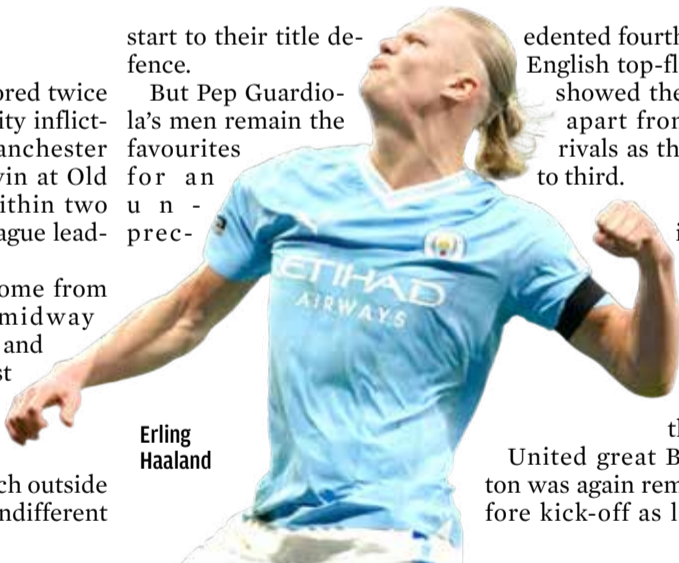 ored twice
ity inflict-
anchester
in at Old
ithin two
ague lead-
ome from
midway
and
st
ch outside
ndifferent
start to their title de-
fence.
But Pep Guardio-
la's men remain the
favourites
for an
un-
prec-
ETIHAD
AIRWAYS
Erling
Haaland
edented fourth
English top-fl
showed the
apart from
rivals as th
to third.
i
th
United great B
ton was again rem
fore kick-off as l